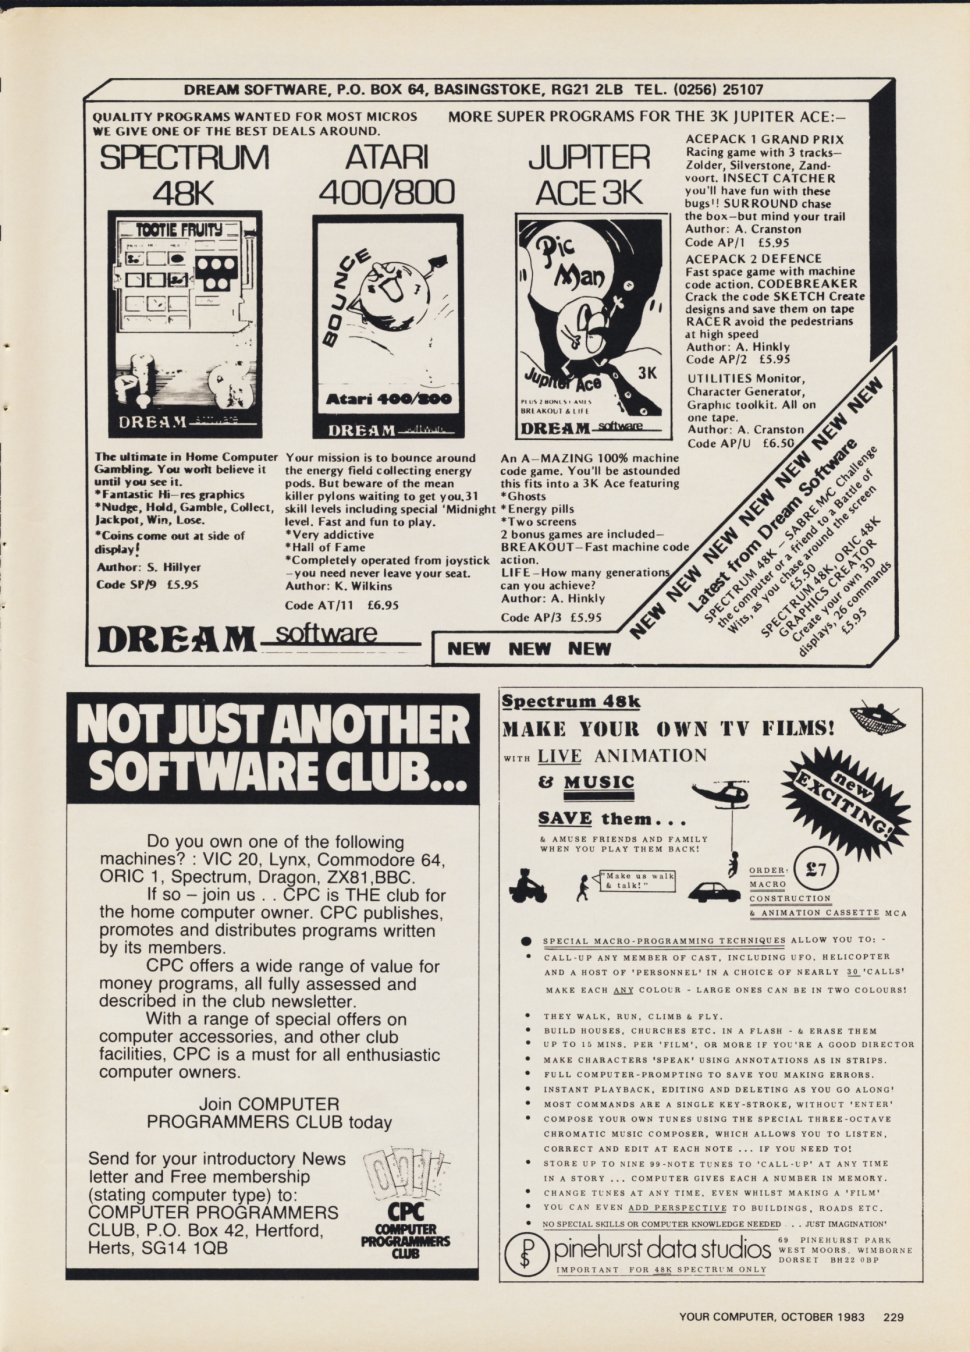 DREAM SOFTWARE, P.O. BOX 64, BASINGSTOKE, RG21 2LB TEL. (0256) 25107
QUALITY PROGRAMS WANTED FOR MOST MICROS
WE GIVE ONE OF THE BEST DEALS AROUND.
MORE SUPER PROGRAMS FOR THE 3K JUPITER ACE:—
SPECTRUM
48K
TOOTIE FRUITY
DREAM software
The ultimate in Home Computer
Gambling. You won't believe it
until you see it.
*Fantastic Hi-res graphics
*Nudge, Hold, Gamble, Collect,
Jackpot, Win, Lose.
*Coins come out at side of
display!
Author: S. Hillyer
Code SP/9 £5.95
ATARI
400/800
BOUNCE
Atari 400/800
DREAM software
Your mission is to bounce around
the energy field collecting energy
pods. But beware of the mean
killer pylons waiting to get you.31
skill levels including special 'Midnight
level. Fast and fun to play.
*Very addictive
*Hall of Fame
*Completely operated from joystick
—you need never leave your seat.
Author: K. Wilkins
Code AT/11 £6.95
JUPITER
ACE 3K
Pic
Man
Jupiter Ace
3K
PLUS 2 BONUS GAMES
BREAKOUT & LIFE
DREAM software
An A—MAZING 100% machine
code game. You'll be astounded
this fits into a 3K Ace featuring
*Ghosts
*Energy pills
*Two screens
2 bonus games are included—
BREAKOUT—Fast machine code
action.
LIFE—How many generations
can you achieve?
Author: A. Hinkly
Code AP/3 £5.95
ACEPACK 1 GRAND PRIX
Racing game with 3 tracks—
Zolder, Silverstone, Zand-
voort. INSECT CATCHER
you'll have fun with these
bugs!! SURROUND chase
the box—but mind your trail
Author: A. Cranston
Code AP/1 £5.95
ACEPACK 2 DEFENCE
Fast space game with machine
code action. CODEBREAKER
Crack the code SKETCH Create
designs and save them on tape
RACER avoid the pedestrians
at high speed
Author: A. Hinkly
Code AP/2 £5.95
UTILITIES Monitor,
Character Generator,
Graphic toolkit. All on
one tape.
Author: A. Cranston
Code AP/U £6.50
DREAM software
NEW NEW NEW
NEW NEW NEW NEW NEW NEW NEW
Latest from Dream Software
SPECTRUM 48K — SABRE M/C Challenge
the computer or a friend to a Battle of
Wits, as you chase around the screen
£5.50
SPECTRUM 48K, ORIC 48K
GRAPHICS CREATOR
Create your own 3D
displays, 26 commands
£5.95
NOT JUST ANOTHER
SOFTWARE CLUB...
Do you own one of the following
machines? : VIC 20, Lynx, Commodore 64,
ORIC 1, Spectrum, Dragon, ZX81,BBC.
If so – join us . . CPC is THE club for
the home computer owner. CPC publishes,
promotes and distributes programs written
by its members.
CPC offers a wide range of value for
money programs, all fully assessed and
described in the club newsletter.
With a range of special offers on
computer accessories, and other club
facilities, CPC is a must for all enthusiastic
computer owners.
Join COMPUTER
PROGRAMMERS CLUB today
Send for your introductory News
letter and Free membership
(stating computer type) to:
COMPUTER PROGRAMMERS
CLUB, P.O. Box 42, Hertford,
Herts, SG14 1QB
CPC
COMPUTER
PROGRAMMERS
CLUB
Spectrum 48k
MAKE YOUR OWN TV FILMS!
WITH LIVE ANIMATION
& MUSIC
SAVE them...
& AMUSE FRIENDS AND FAMILY
WHEN YOU PLAY THEM BACK!
new
EXCITING!
"Make us walk
& talk!"
£7
ORDER:
MACRO
CONSTRUCTION
& ANIMATION CASSETTE MCA
● SPECIAL MACRO-PROGRAMMING TECHNIQUES ALLOW YOU TO: -
• CALL-UP ANY MEMBER OF CAST, INCLUDING UFO, HELICOPTER
AND A HOST OF 'PERSONNEL' IN A CHOICE OF NEARLY 30 'CALLS'
MAKE EACH ANY COLOUR - LARGE ONES CAN BE IN TWO COLOURS!
• THEY WALK, RUN, CLIMB & FLY.
• BUILD HOUSES, CHURCHES ETC. IN A FLASH - & ERASE THEM
• UP TO 15 MINS. PER 'FILM', OR MORE IF YOU'RE A GOOD DIRECTOR
• MAKE CHARACTERS 'SPEAK' USING ANNOTATIONS AS IN STRIPS.
• FULL COMPUTER-PROMPTING TO SAVE YOU MAKING ERRORS.
• INSTANT PLAYBACK, EDITING AND DELETING AS YOU GO ALONG'
• MOST COMMANDS ARE A SINGLE KEY-STROKE, WITHOUT 'ENTER'
• COMPOSE YOUR OWN TUNES USING THE SPECIAL THREE-OCTAVE
CHROMATIC MUSIC COMPOSER, WHICH ALLOWS YOU TO LISTEN,
CORRECT AND EDIT AT EACH NOTE ... IF YOU NEED TO!
• STORE UP TO NINE 99-NOTE TUNES TO 'CALL-UP' AT ANY TIME
IN A STORY ... COMPUTER GIVES EACH A NUMBER IN MEMORY.
• CHANGE TUNES AT ANY TIME, EVEN WHILST MAKING A 'FILM'
• YOU CAN EVEN ADD PERSPECTIVE TO BUILDINGS, ROADS ETC.
• NO SPECIAL SKILLS OR COMPUTER KNOWLEDGE NEEDED . . . JUST IMAGINATION'
pinehurst data studios
IMPORTANT FOR 48K SPECTRUM ONLY
69 PINEHURST PARK
WEST MOORS, WIMBORNE
DORSET BH22 0BP
YOUR COMPUTER, OCTOBER 1983 229